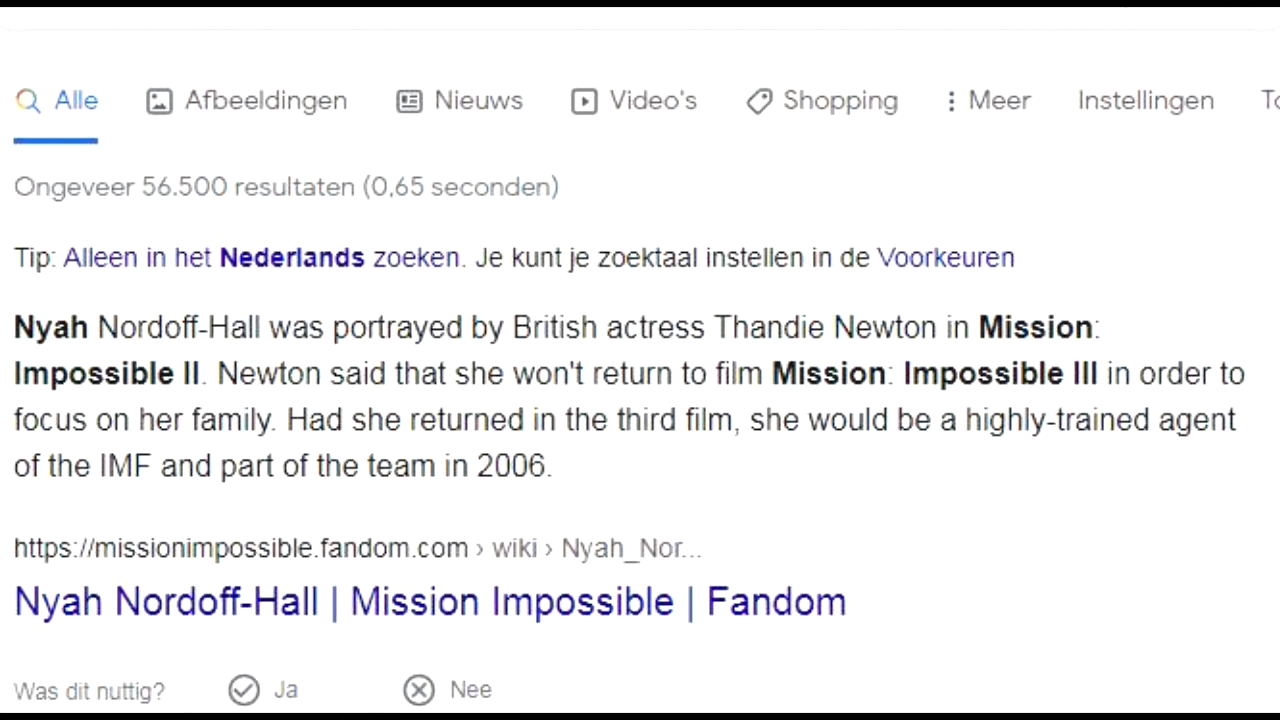 Alle Afbeeldingen Nieuws Video's Shopping Meer Instellingen
Ongeveer 56.500 resultaten (0,65 seconden)
Tip: Alleen in het Nederlands zoeken. Je kunt je zoektaal instellen in de Voorkeuren
Nyah Nordoff-Hall was portrayed by British actress Thandie Newton in Mission:
Impossible II. Newton said that she won't return to film Mission: Impossible III in order to
focus on her family. Had she returned in the third film, she would be a highly-trained agent
of the IMF and part of the team in 2006.
https://missionimpossible.fandom.com › wiki › Nyah_Nor...
Nyah Nordoff-Hall | Mission Impossible | Fandom
Was dit nuttig? Ja Nee